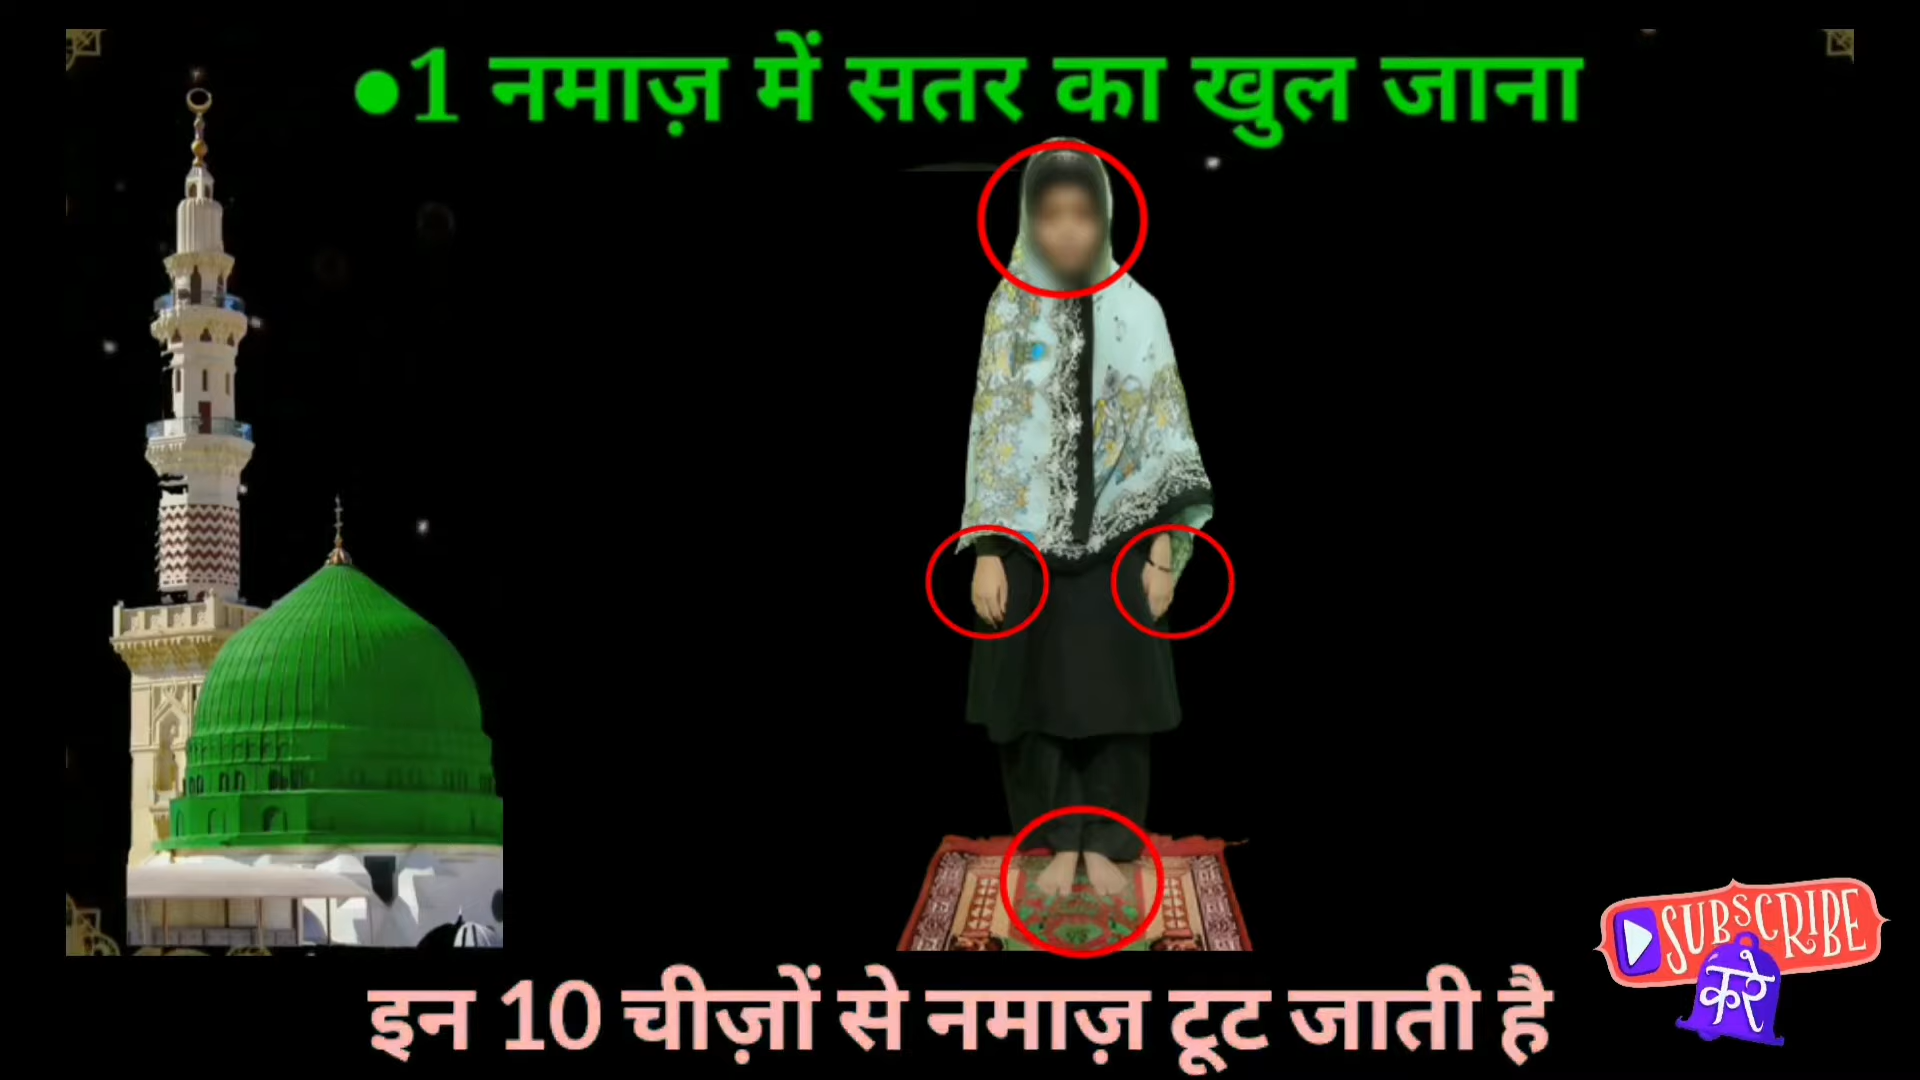 •1 नमाज़ में सतर का खुल जाना
SUBSCRIBE
करे
इन 10 चीज़ों से नमाज़ टूट जाती है